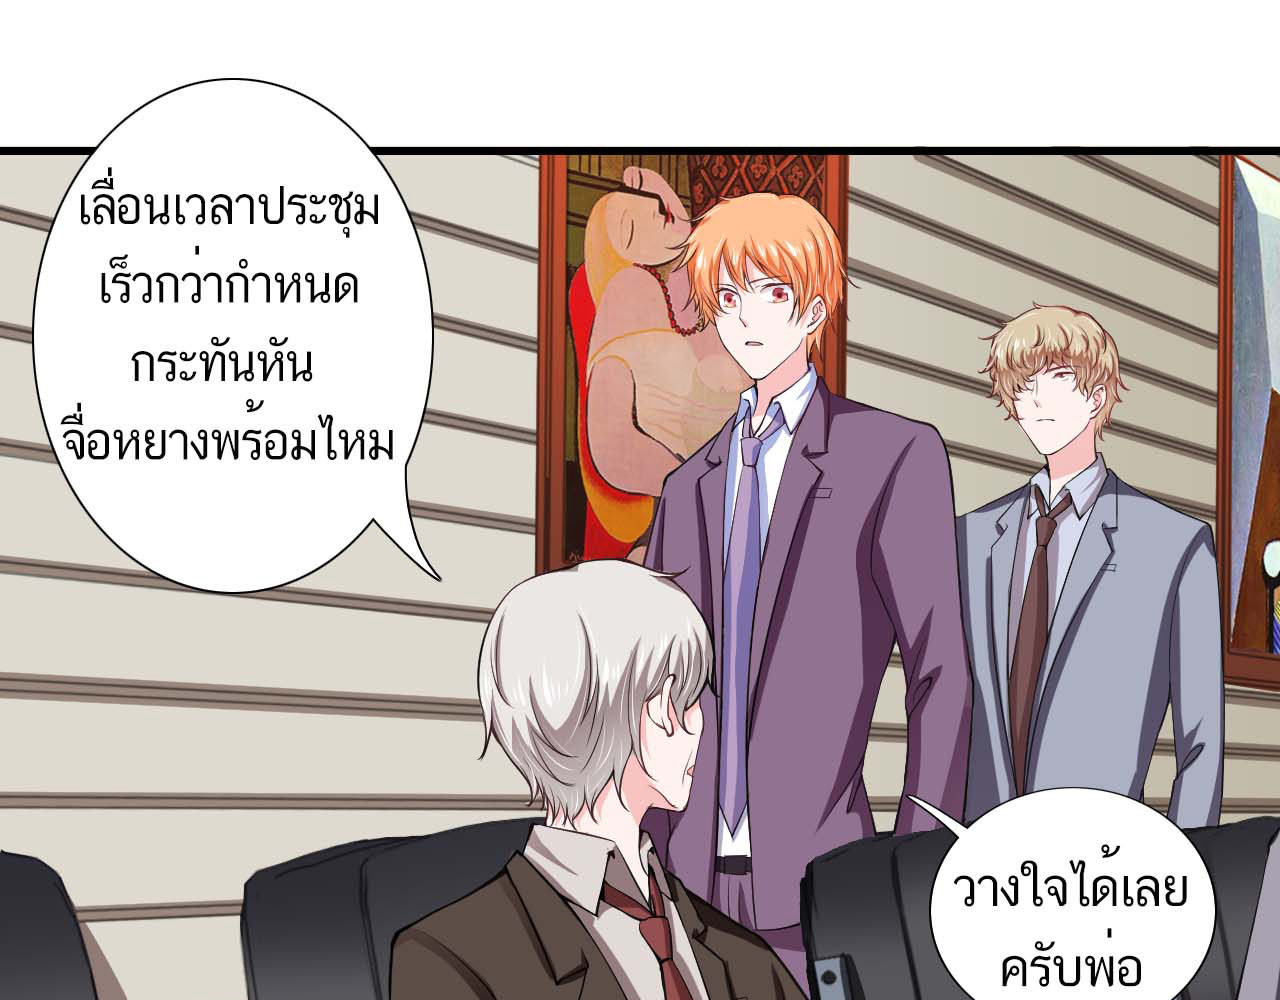 เลื่อนเวลาประชุม
เร็วกว่ากำหนด
กระทันหัน
จื่อหยางพร้อมไหม
วางใจได้เลย
ครับพ่อ